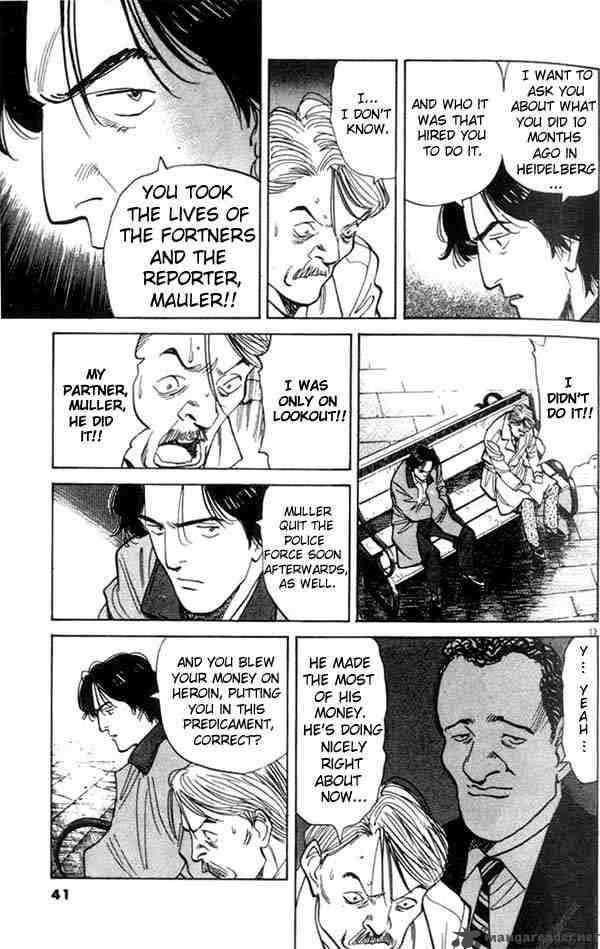 I WANT TO
ASK YOU
ABOUT WHAT
YOU DID 10
MONTHS
AGO IN
HEIDELBERG
...
AND WHO IT
WAS THAT
HIRED YOU
TO DO IT.
I...
I DON'T
KNOW.
YOU TOOK
THE LIVES OF
THE FORTNERS
AND THE
REPORTER,
MAULER!!
I
DIDN'T
DO IT!!
I WAS
ONLY ON
LOOKOUT!!
MY
PARTNER,
MULLER,
HE DID
IT!!
MULLER
QUIT THE
POLICE
FORCE SOON
AFTERWARDS,
AS WELL.
13
Y...
YEAH...
HE MADE
THE MOST
OF HIS
MONEY.
HE'S DOING
NICELY
RIGHT
ABOUT
NOW...
AND YOU BLEW
YOUR MONEY ON
HEROIN, PUTTING
YOU IN THIS
PREDICAMENT,
CORRECT?
41
mangareader.net